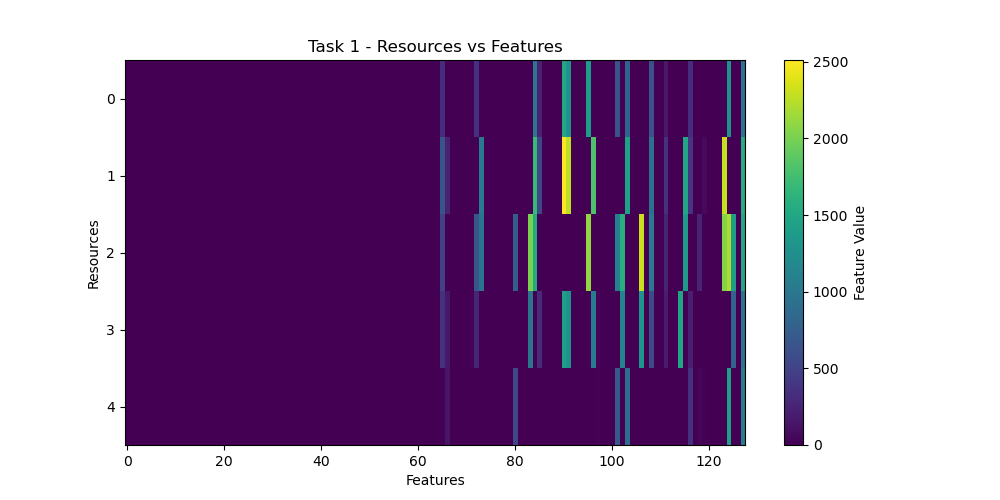 Task 1 - Resources vs Features
Resources
0
1
2
3
4
0 20 40 60 80 100 120
Features
2500
2000
1500
1000
500
0
Feature Value